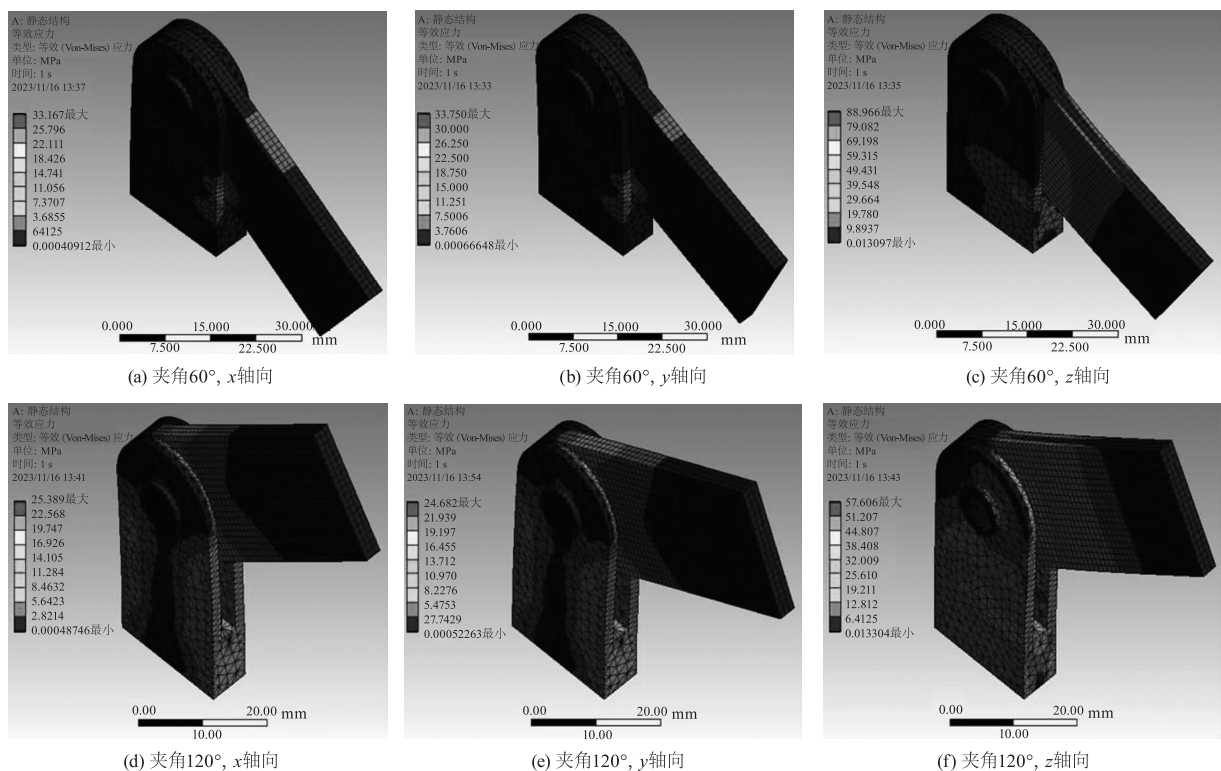 A: 静态结构
等效应力
类型: 等效 (Von-Mises) 应力
单位: MPa
时间: 1 s
2023/11/16 13:37
33.167最大
25.796
22.111
18.426
14.741
11.056
7.3707
3.6855
64125
0.00040912最小
0.000
15.000
30.000
mm
7.500
22.500
(a) 夹角60°, x轴向
A: 静态结构
等效应力
类型: 等效 (Von-Mises) 应力
单位: MPa
时间: 1 s
2023/11/16 13:33
33.750最大
30.000
26.250
22.500
18.750
15.000
11.251
7.5006
3.7606
0.00066648最小
0.000
15.000
30.000
mm
7.500
22.500
(b) 夹角60°, y轴向
A: 静态结构
等效应力
类型: 等效 (Von-Mises) 应力
单位: MPa
时间: 1 s
2023/11/16 13:35
88.966最大
79.082
69.198
59.315
49.431
39.548
29.664
19.780
9.8937
0.013097最小
0.000
15.000
30.000
mm
7.500
22.500
(c) 夹角60°, z轴向
A: 静态结构
等效应力
类型: 等效 (Von-Mises) 应力
单位: MPa
时间: 1 s
2023/11/16 13:41
25.389最大
22.568
19.747
16.926
14.105
11.284
8.4632
5.6423
2.8214
0.00048746最小
0.00
20.00
mm
10.00
(d) 夹角120°, x轴向
A: 静态结构
等效应力
类型: 等效 (Von-Mises) 应力
单位: MPa
时间: 1 s
2023/11/16 13:54
24.682最大
21.939
19.197
16.455
13.712
10.970
8.2276
5.4753
27.7429
0.00052263最小
0.00
20.00
mm
10.00
(e) 夹角120°, y轴向
A: 静态结构
等效应力
类型: 等效 (Von-Mises) 应力
单位: MPa
时间: 1 s
2023/11/16 13:43
57.606最大
51.207
44.807
38.408
32.009
25.610
19.211
12.812
6.4125
0.013304最小
0.00
20.00
mm
10.00
(f) 夹角120°, z轴向